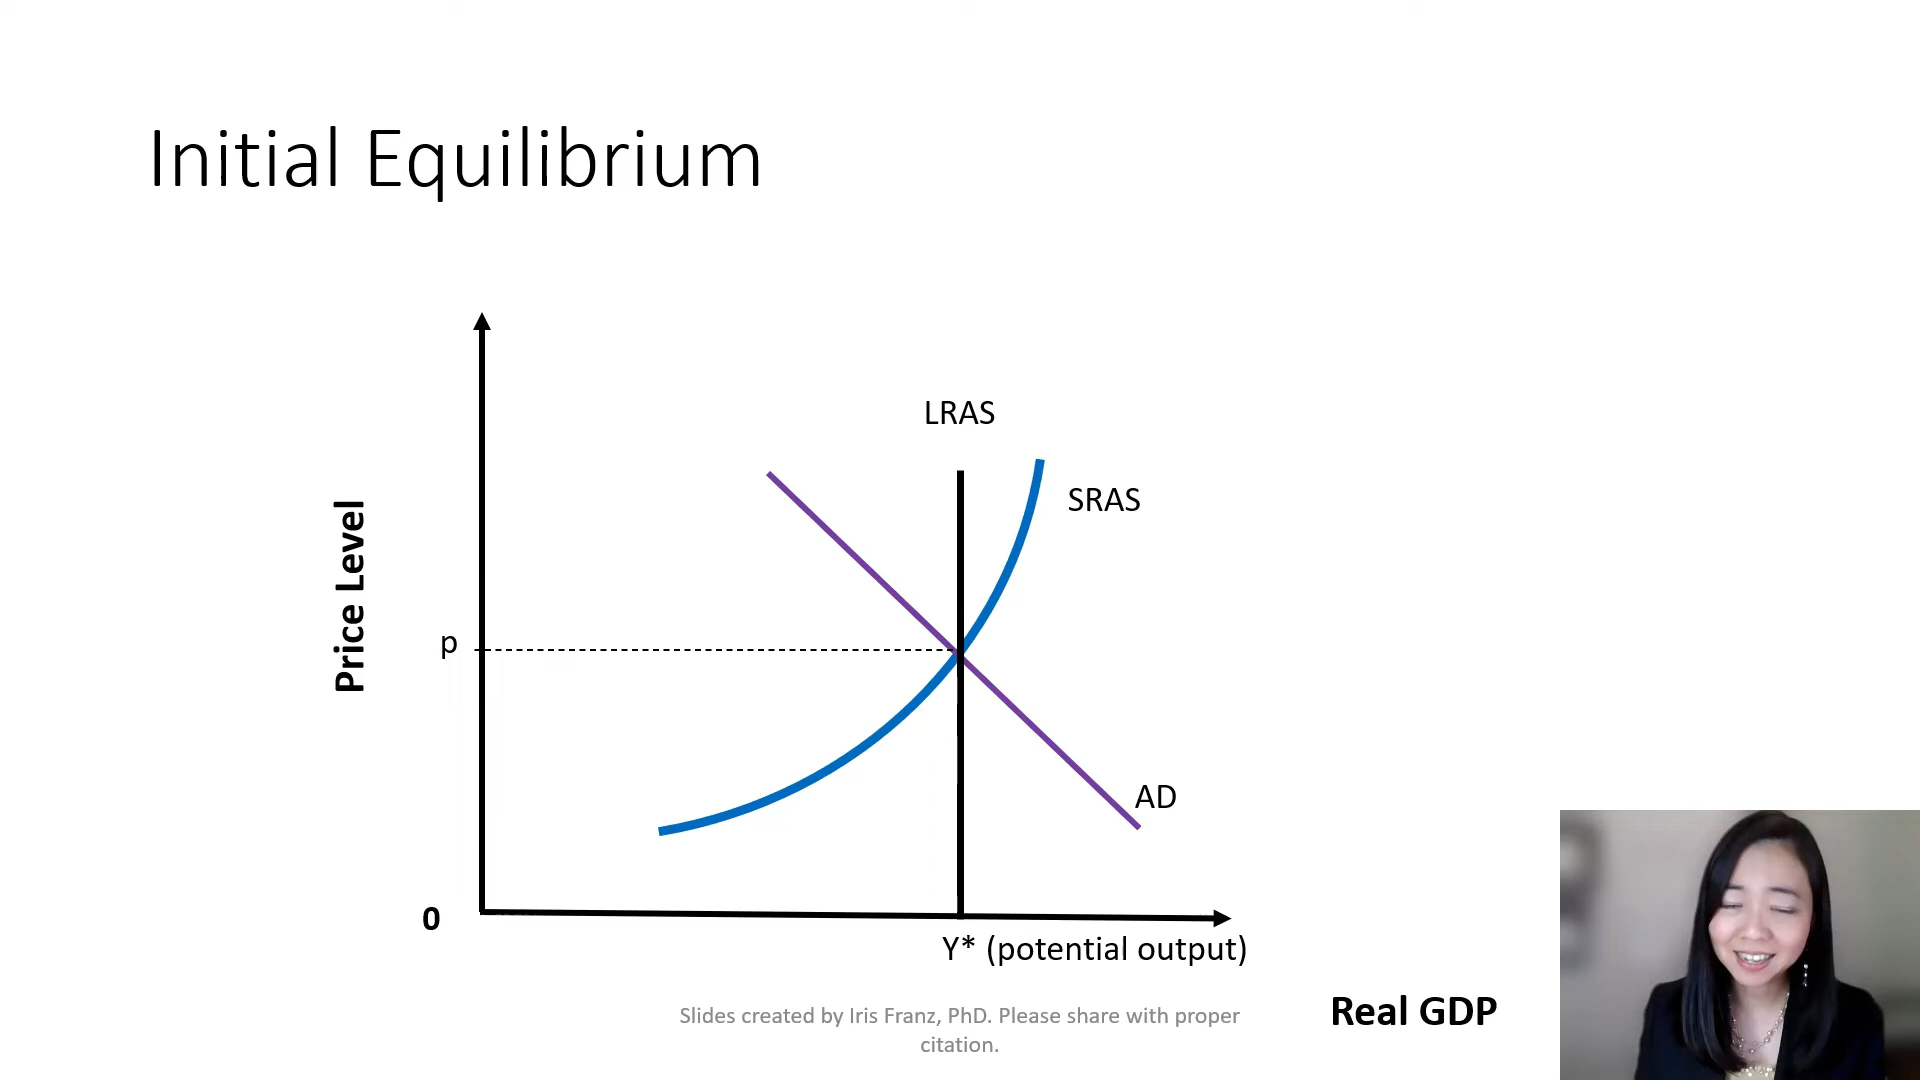 Initial Equilibrium
LRAS
SRAS
Price Level
p
AD
0
Y* (potential output)
Real GDP
Slides created by Iris Franz, PhD. Please share with proper
citation.